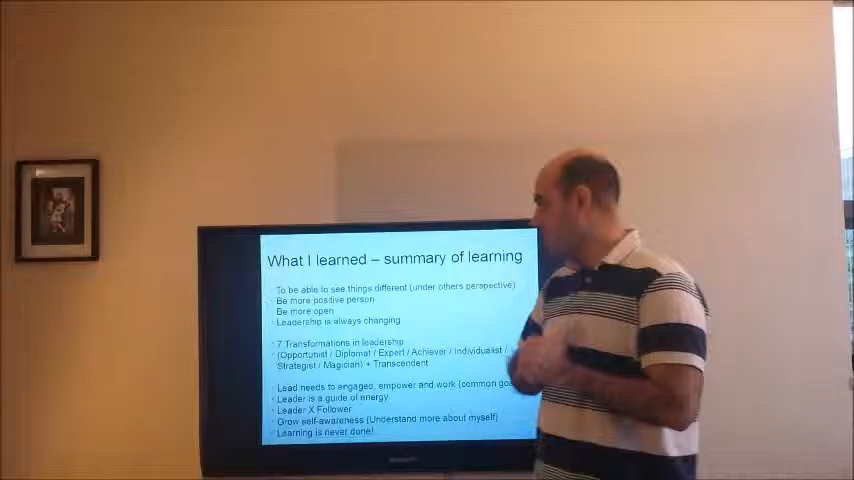 What I learned – summary of learning
To be able to see things different (under others perspective)
Be more positive person
Be more open
Leadership is always changing
7 Transformations in leadership
(Opportunist / Diplomat / Expert / Achiever / Individualist /
Strategist / Magician) + Transcendent
Lead needs to engaged, empower and work (common
Leader is a guide of energy
Leader X Follower
Grow self-awareness (Understand more about myself)
Learning is never done!